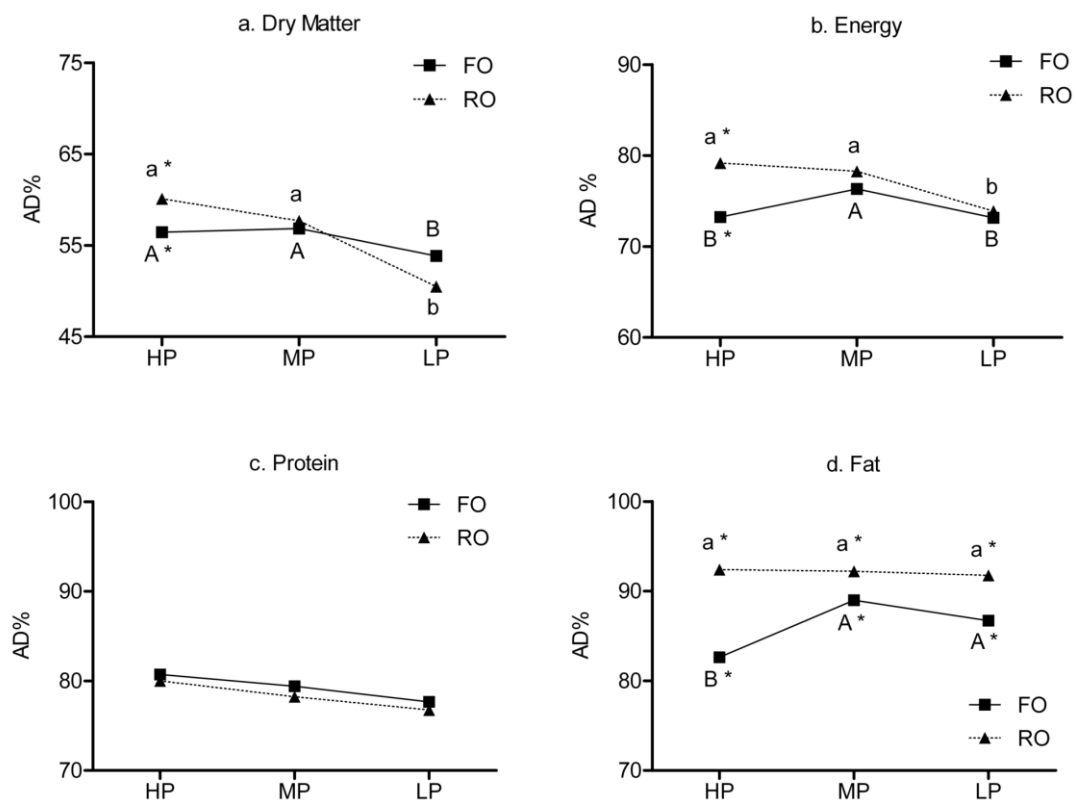 a. Dry Matter
75
65
55
45
AD%
FO
RO
a *
a
A *
A
B
b
HP MP LP
b. Energy
90
80
70
60
AD %
FO
RO
a *
a
b
B *
A
B
HP MP LP
c. Protein
100
90
80
70
AD%
FO
RO
HP MP LP
d. Fat
100
90
80
70
AD%
a * a * a *
B *
A *
A *
FO
RO
HP MP LP